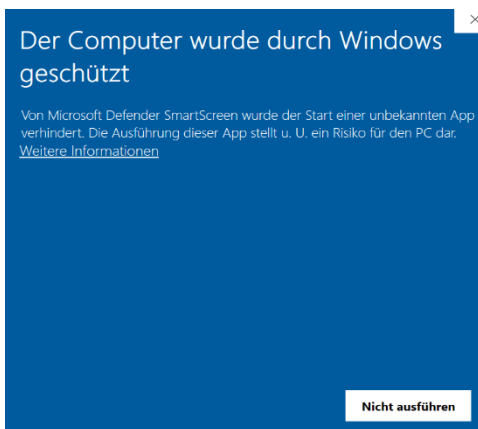 Der Computer wurde durch Windows
geschützt
Von Microsoft Defender SmartScreen wurde der Start einer unbekannten App
verhindert. Die Ausführung dieser App stellt u. U. ein Risiko für den PC dar.
Weitere Informationen
Nicht ausführen